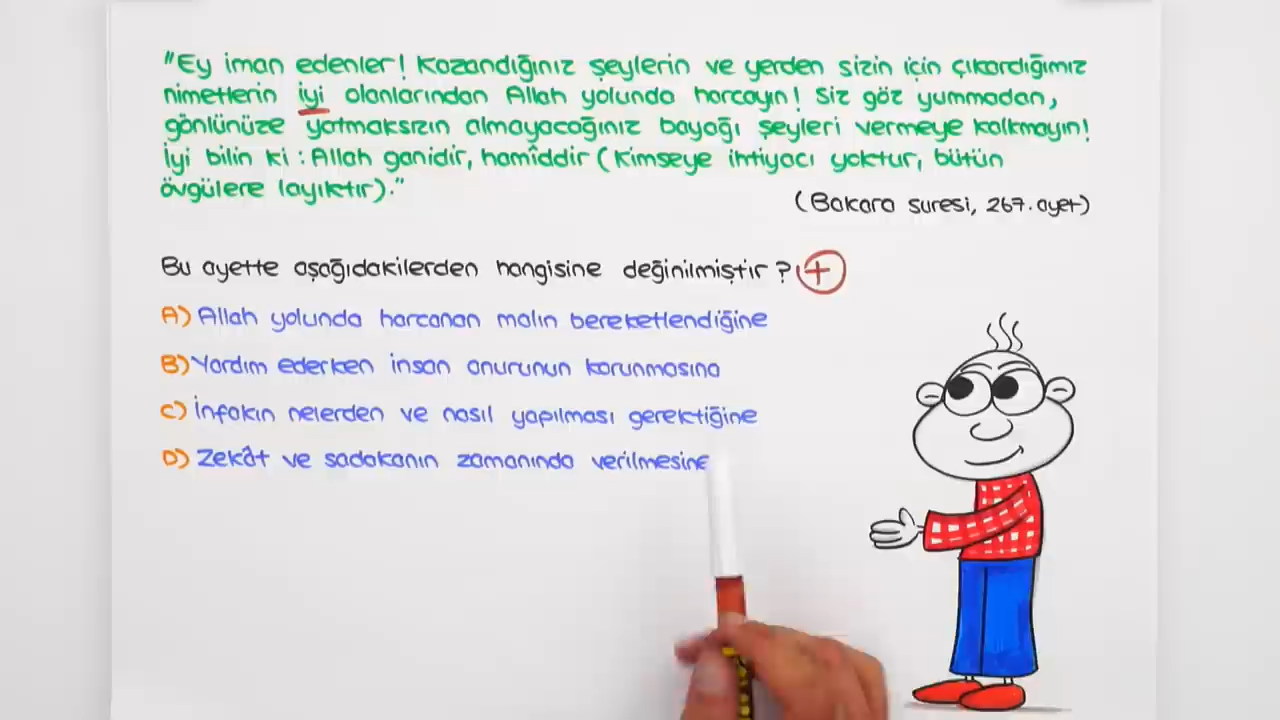 "Ey iman edenler! Kazandığınız şeylerin ve yerden sizin için çıkardığımız
nimetlerin iyi olanlarından Allah yolunda harcayın! Siz göz yummadan,
gönlünüze yatmaksızın almayacağınız bayağı şeyleri vermeye kalkmayın!
İyi bilin ki: Allah ganidir, hamîddir (Kimseye ihtiyacı yoktur, bütün
övgülere layıktır)."
(Bakara suresi, 267. ayet)
Bu ayette aşağıdakilerden hangisine değinilmiştir? +
A) Allah yolunda harcanan malın bereketlendiğine
B) Yardım ederken insan onurunun korunmasına
C) İnfakın nelerden ve nasıl yapılması gerektiğine
D) Zekât ve sadakanın zamanında verilmesine